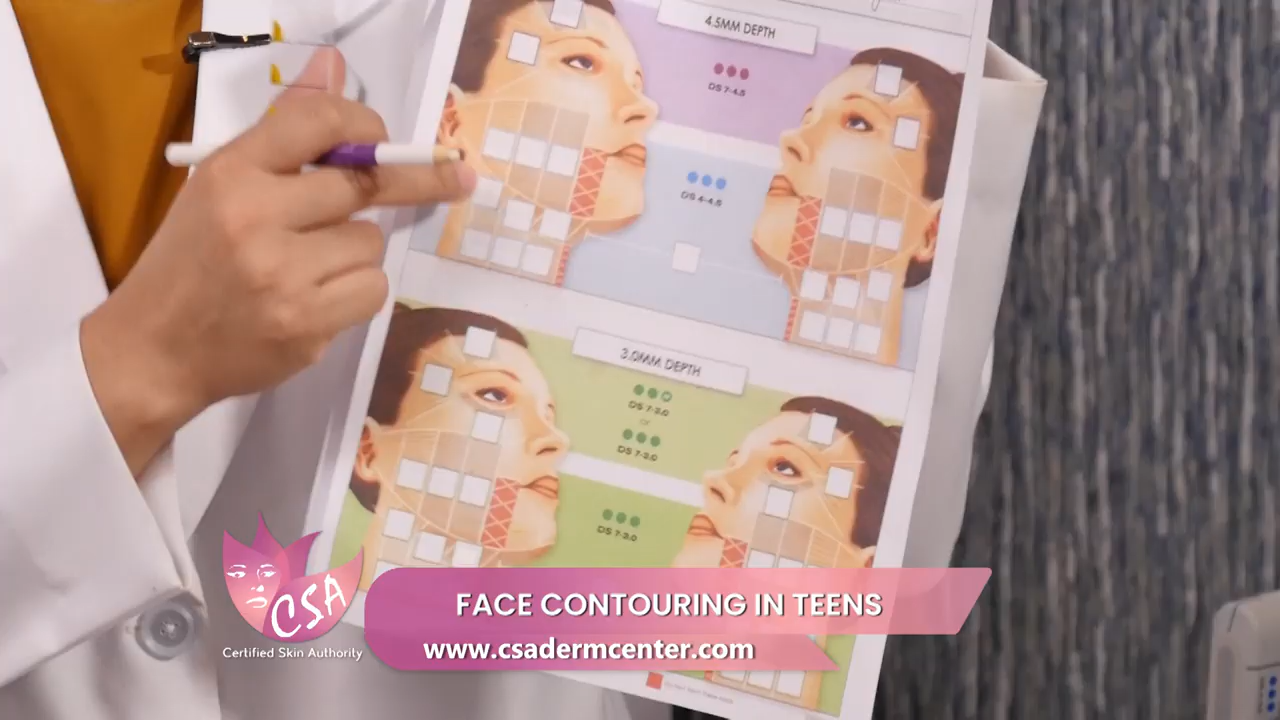 4.5MM DEPTH
DS 7-4.5
DS 4-4.5
3.0MM DEPTH
DS 7-3.0
or
DS 7-3.0
DS 7-3.0
CSA
Certified Skin Authority
FACE CONTOURING IN TEENS
www.csadermcenter.com